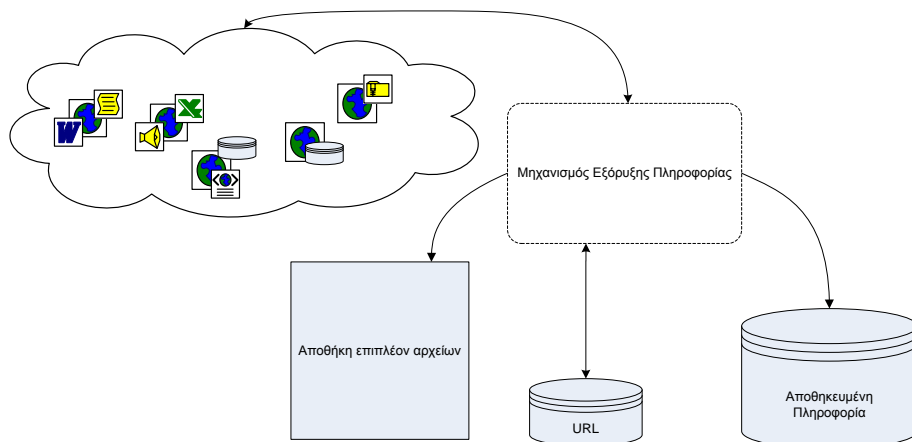 Μηχανισμός Εξόρυξης Πληροφορίας
Αποθήκη επιπλέον αρχείων
URL
Αποθηκευμένη
Πληροφορία